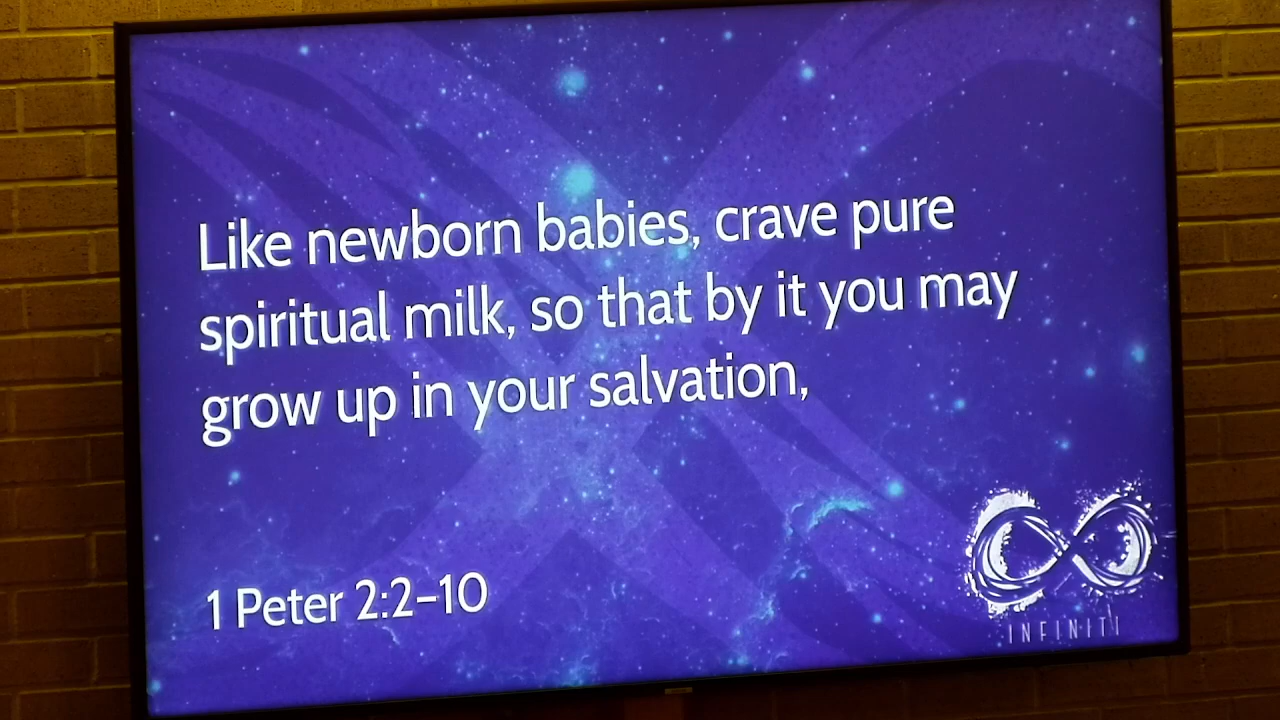 Like newborn babies, crave pure
spiritual milk, so that by it you may
grow up in your salvation,
1 Peter 2:2–10
INFINITI